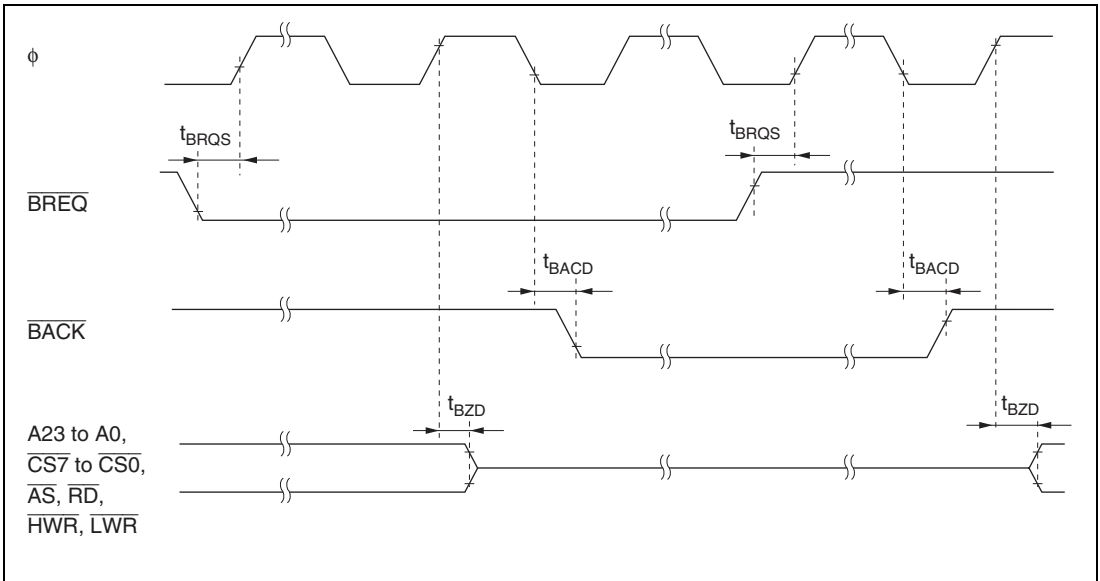 ϕ
tBRQS
tBRQS
BREQ
tBACD
tBACD
BACK
tBZD
tBZD
A23 to A0,
CS7 to CS0,
AS, RD,
HWR, LWR